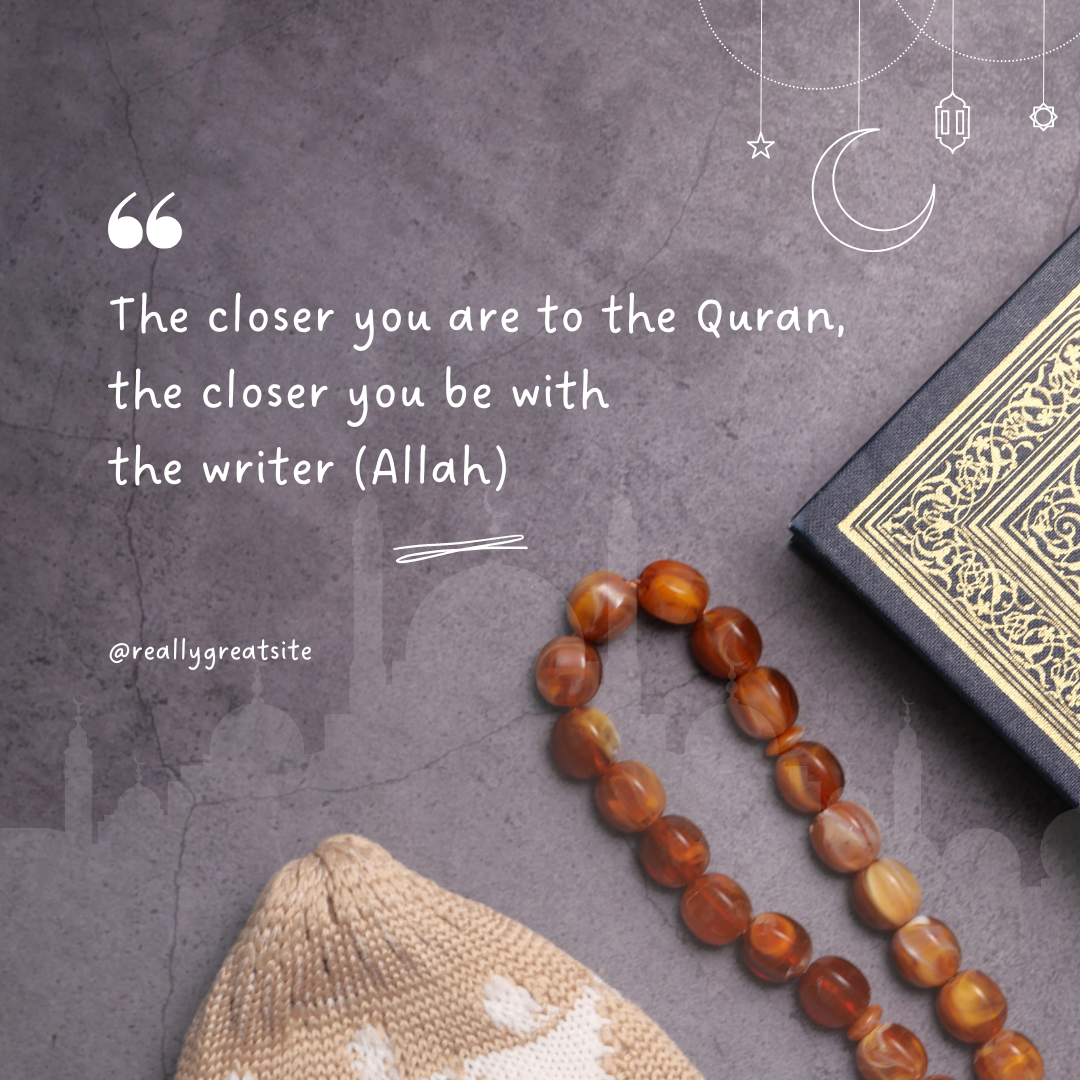 The closer you are to the Quran,
the closer you be with
the writer (Allah)
@reallygreatsite